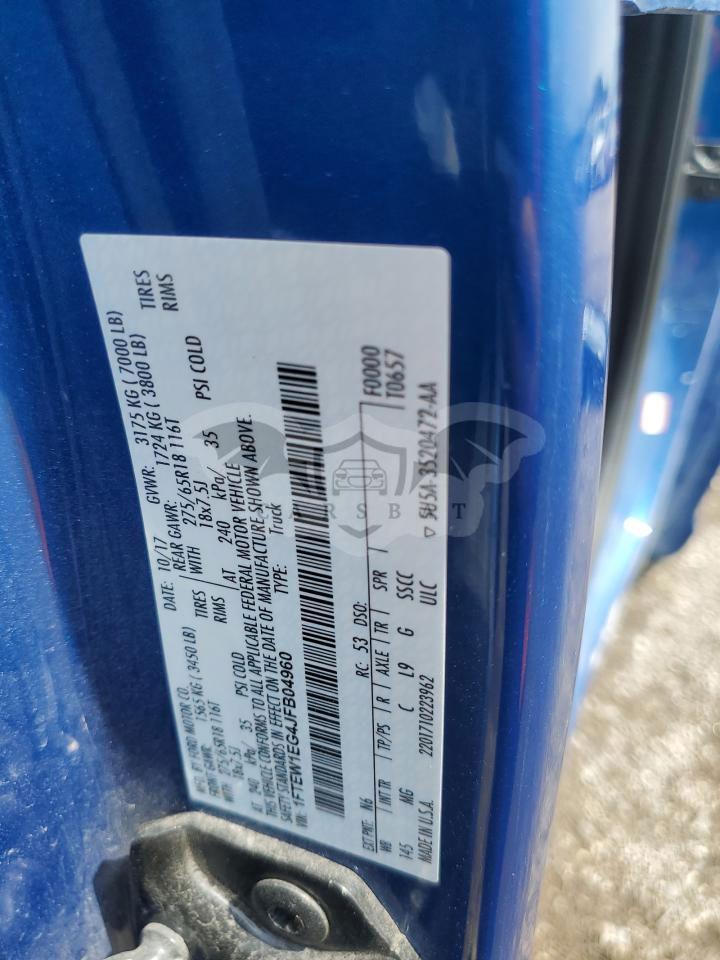 MFD. BY FORD MOTOR CO. DATE: 10/17 GVWR: 3175 KG ( 7000 LB)
FRONT GAWR: 1565 KG ( 3450 LB) REAR GAWR: 1724 KG ( 3800 LB)
275/65R18 116T TIRES WITH 275/65R18 116T TIRES
WITH 18x7.5J RIMS 18x7.5J RIMS
AT 240 kPa/ 35 PSI COLD AT 240 kPa/ 35 PSI COLD
THIS VEHICLE CONFORMS TO ALL APPLICABLE FEDERAL MOTOR VEHICLE
SAFETY STANDARDS IN EFFECT ON THE DATE OF MANUFACTURE SHOWN ABOVE.
VIN: 1FTEW1EG4JFB04960 TYPE: Truck
F0000
T0657
EXT PNT: N6 RC: 53 DSO:
WB INT TR TP/PS R AXLE TR SPR
145 MG C L9 G SSCC
ULC
MADE IN U.S.A. 2201710223962
5U5A-3520472-AA
CARSBAT